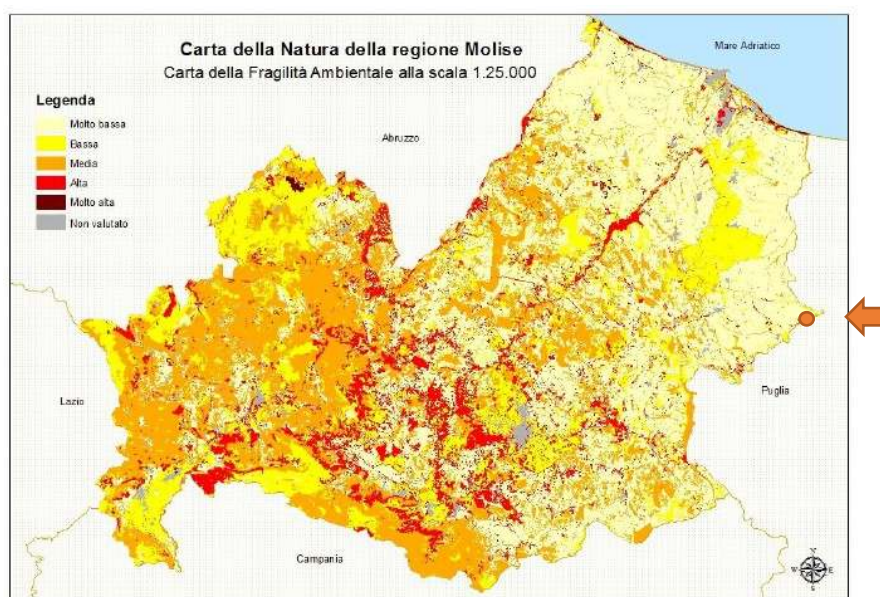 Carta della Natura della regione Molise
Carta della Fragilità Ambientale alla scala 1:25.000
Mare Adriatico
Legenda
Molto bassa
Bassa
Media
Alta
Molto alta
Non valutato
Abruzzo
Lazio
Puglia
Campania
N
W
E
S